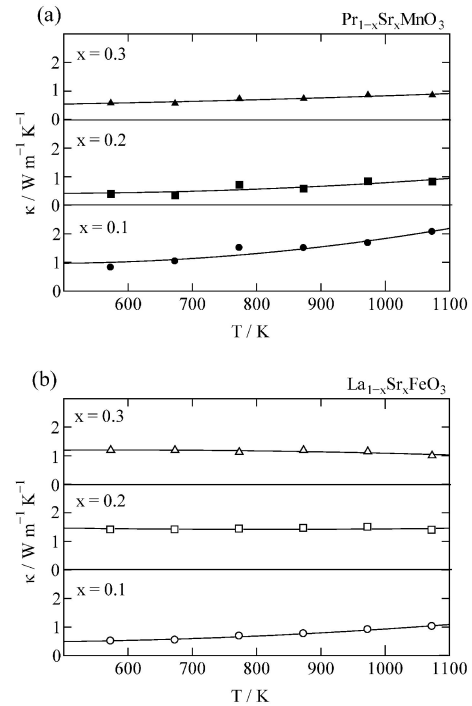 (a)
Pr₁₋ₓSrₓMnO₃
x = 0.3
2
1
0
x = 0.2
2
1
0
x = 0.1
2
1
0
κ / W m⁻¹ K⁻¹
600 700 800 900 1000 1100
T / K
(b)
La₁₋ₓSrₓFeO₃
x = 0.3
2
1
0
x = 0.2
2
1
0
x = 0.1
2
1
0
κ / W m⁻¹ K⁻¹
600 700 800 900 1000 1100
T / K